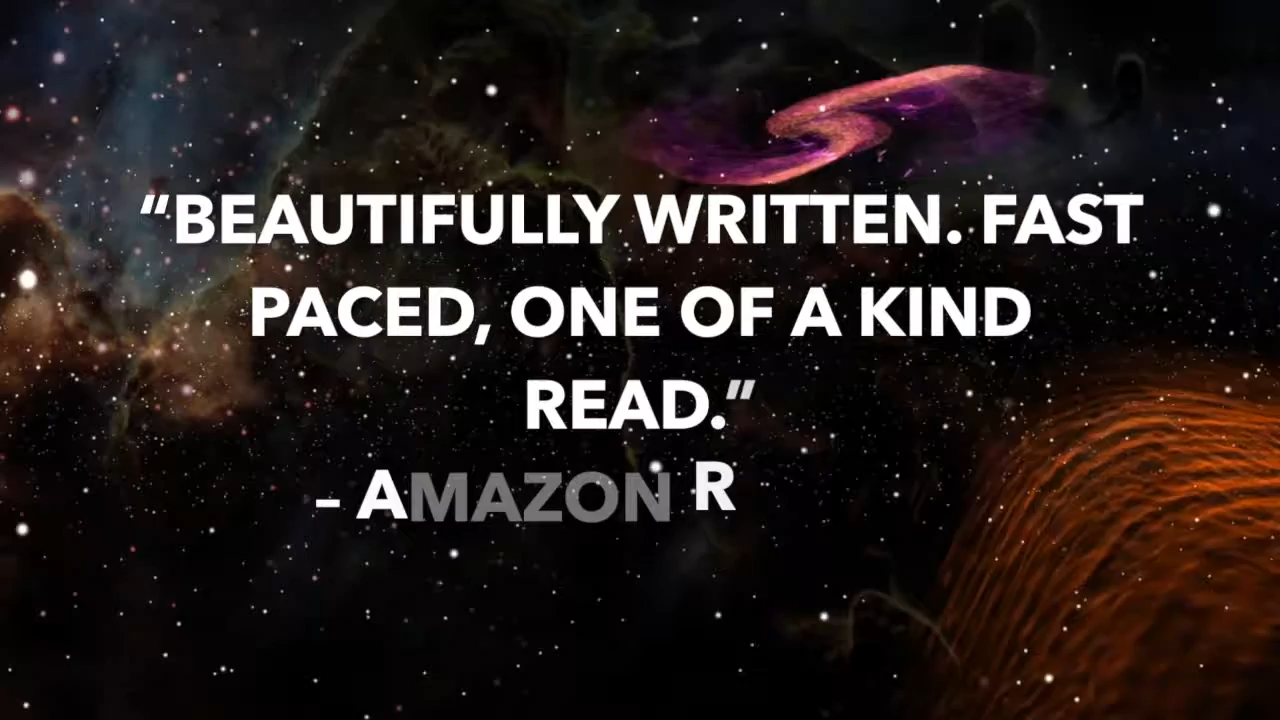 “BEAUTIFULLY WRITTEN. FAST
PACED, ONE OF A KIND
READ.”
– AMAZON R